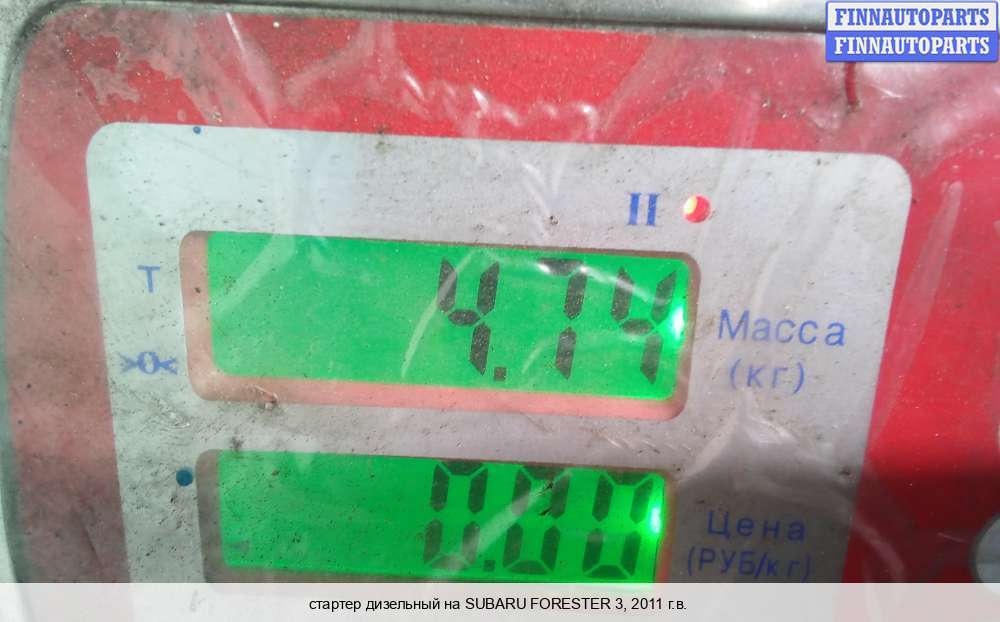 FINNAUTOPARTS
FINNAUTOPARTS
II
T
4.74
Масса
(кг)
>0<
0.00
Цена
(РУБ/кг)
стартер дизельный на SUBARU FORESTER 3, 2011 г.в.